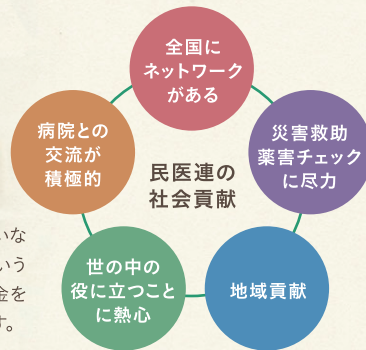 全国に
ネットワーク
がある
災害救助
薬害チェック
に尽力
地域貢献
世の中の
役に立つこと
に熱心
病院との
交流が
積極的
民医連の
社会貢献
いな
いう
金を
す。